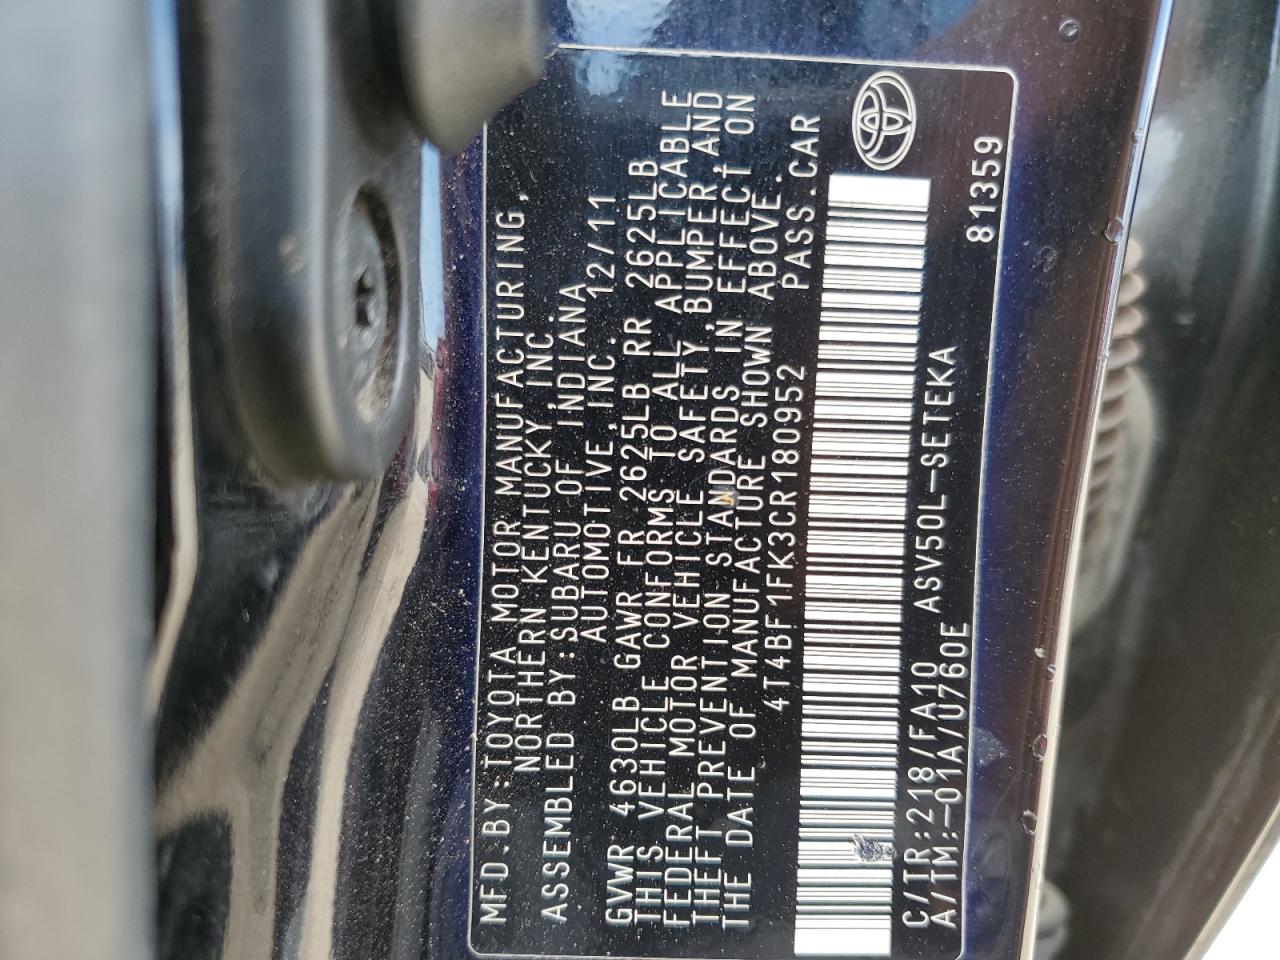 MFD.BY:TOYOTA MOTOR MANUFACTURING,
NORTHERN KENTUCKY INC.
ASSEMBLED BY:SUBARU OF INDIANA
AUTOMOTIVE,INC. 12/11
GVWR 4630LB GAWR FR 2625LB RR 2625LB
THIS VEHICLE CONFORMS TO ALL APPLICABLE
FEDERAL MOTOR VEHICLE SAFETY,BUMPER AND
THEFT PREVENTION STANDARDS IN EFFECT ON
THE DATE OF MANUFACTURE SHOWN ABOVE.
4T4BF1FK3CR180952 PASS.CAR
C/TR:218/FA10 ASV50L-SETEKA
A/TM:-01A/U760E 81359